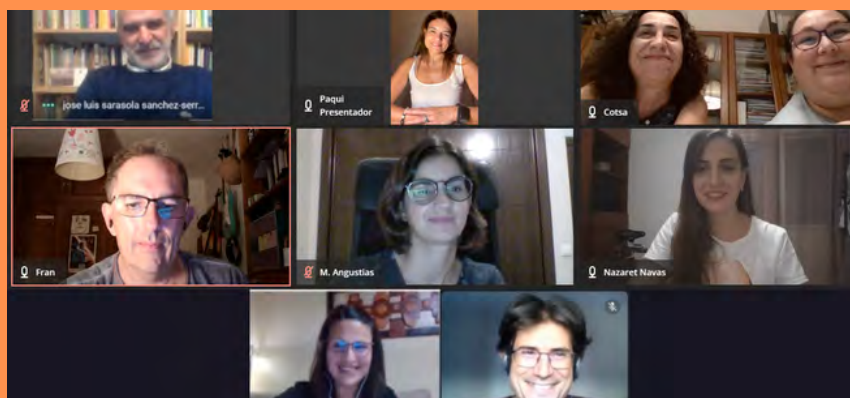 jose luis sarasola sanchez-serr...
Paqui
Presentador
Cotsa
Fran
M. Angustias
Nazaret Navas